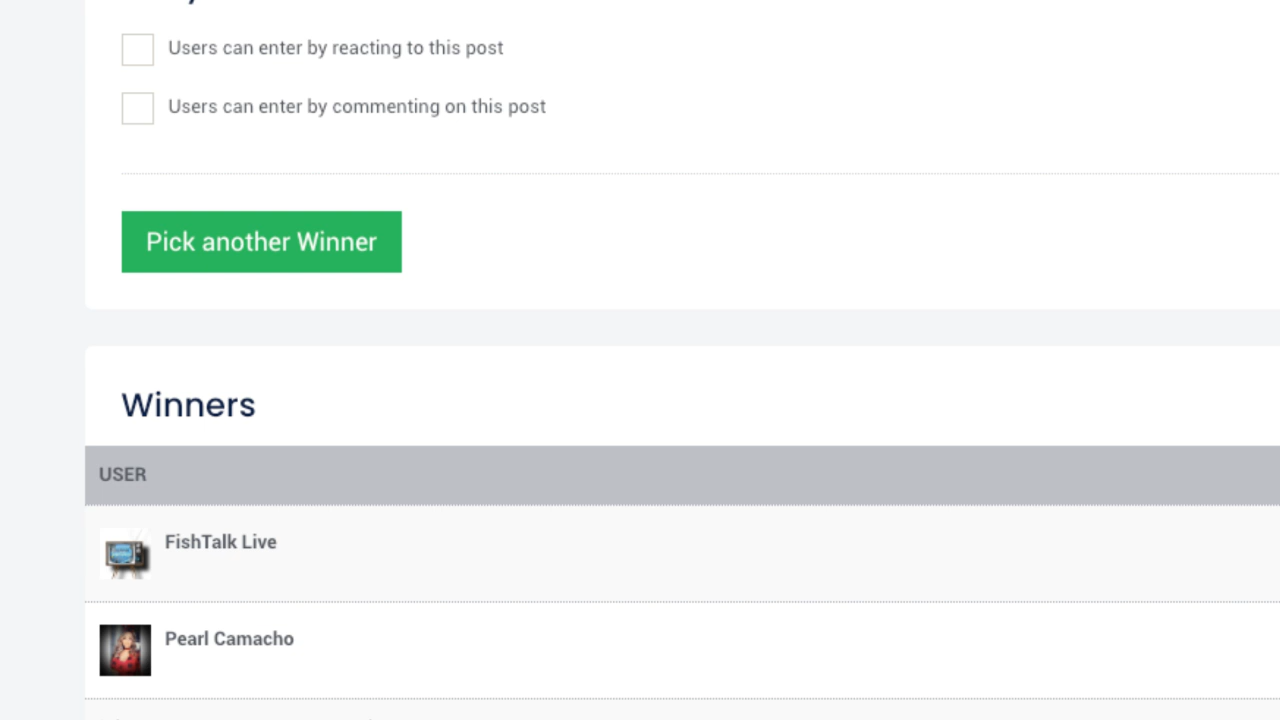 Users can enter by reacting to this post
Users can enter by commenting on this post
Pick another Winner
Winners
USER
FishTalk Live
Pearl Camacho